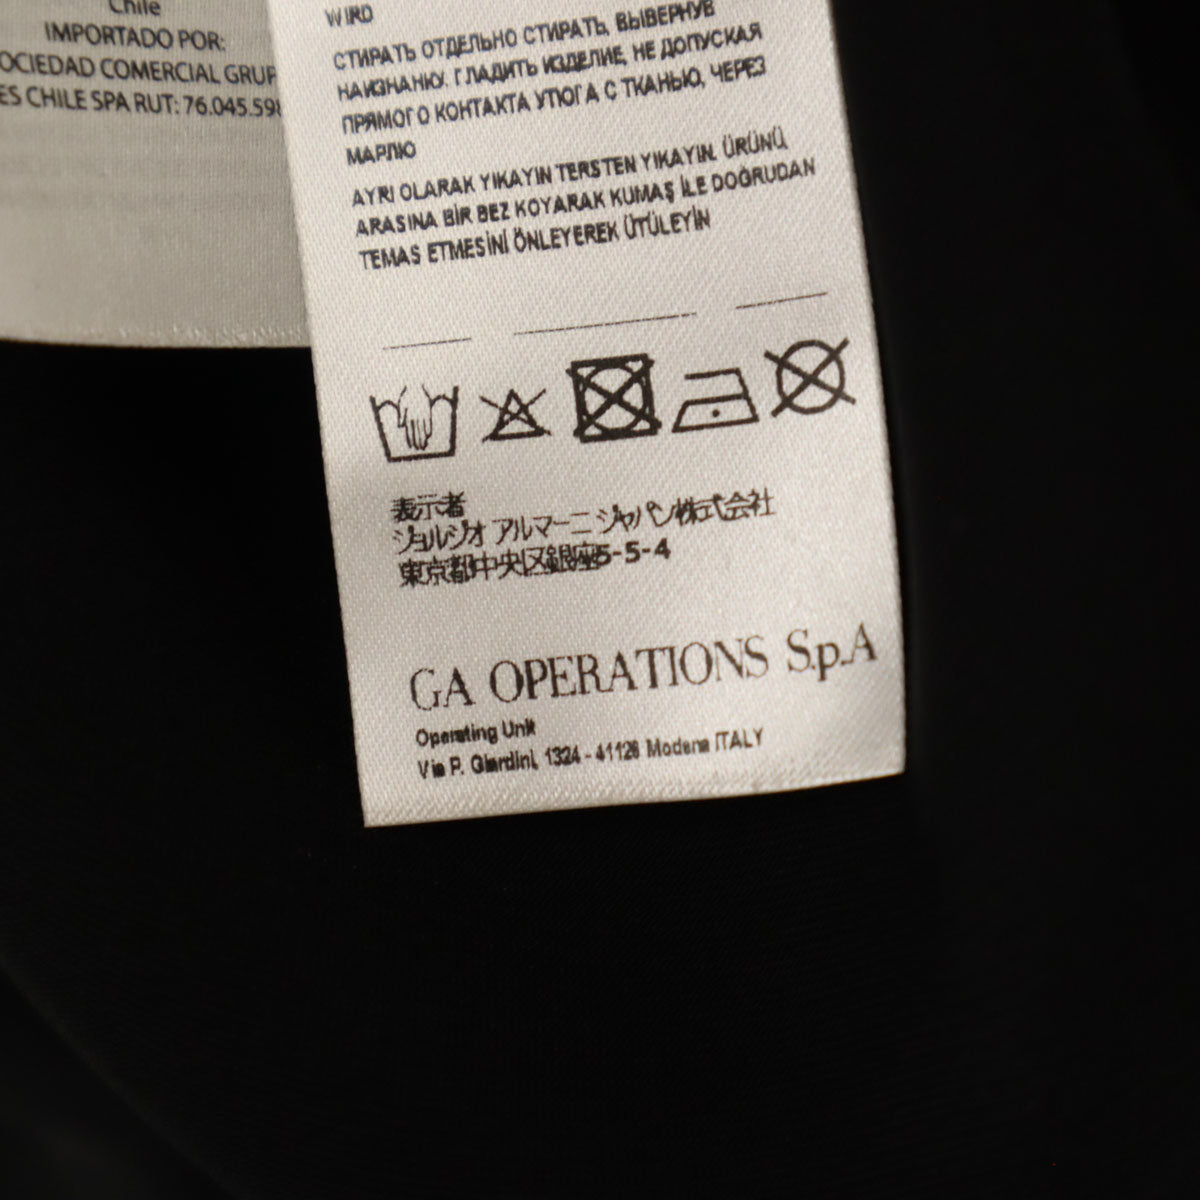 Chile
IMPORTADO POR:
OCIEDAD COMERCIAL GRUP
ES CHILE SPA RUT: 76.045.598
WIRD
СТИРАТЬ ОТДЕЛЬНО СТИРАТЬ, ВЫВЕРНУВ
НАИЗНАНКУ. ГЛАДИТЬ ИЗДЕЛИЕ, НЕ ДОПУСКАЯ
ПРЯМОГО КОНТАКТА УТЮГА С ТКАНЬЮ, ЧЕРЕЗ
МАРЛЮ
AYRI OLARAK YIKAYIN TERSTEN YIKAYIN. ÜRÜNÜ,
ARASINA BİR BEZ KOYARAK KUMAŞ İLE DOĞRUDAN
TEMAS ETMESİNİ ÖNLEYEREK ÜTÜLEYİN
表示者
ジョルジオ アルマーニ ジャパン株式会社
東京都中央区銀座5-5-4
GA OPERATIONS S.p.A
Operating Unit
Via P. Giardini, 1324 - 41126 Modena ITALY